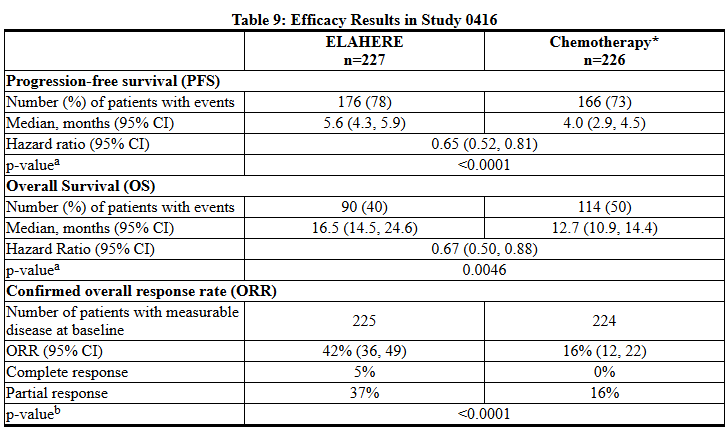 Table 9: Efficacy Results in Study 0416
ELAHERE n=227 Chemotherapy* n=226
Progression-free survival (PFS)
Number (%) of patients with events 176 (78) 166 (73)
Median, months (95% CI) 5.6 (4.3, 5.9) 4.0 (2.9, 4.5)
Hazard ratio (95% CI) 0.65 (0.52, 0.81)
p-valueᵃ <0.0001
Overall Survival (OS)
Number (%) of patients with events 90 (40) 114 (50)
Median, months (95% CI) 16.5 (14.5, 24.6) 12.7 (10.9, 14.4)
Hazard Ratio (95% CI) 0.67 (0.50, 0.88)
p-valueᵃ 0.0046
Confirmed overall response rate (ORR)
Number of patients with measurable disease at baseline 225 224
ORR (95% CI) 42% (36, 49) 16% (12, 22)
Complete response 5% 0%
Partial response 37% 16%
p-valueᵇ <0.0001